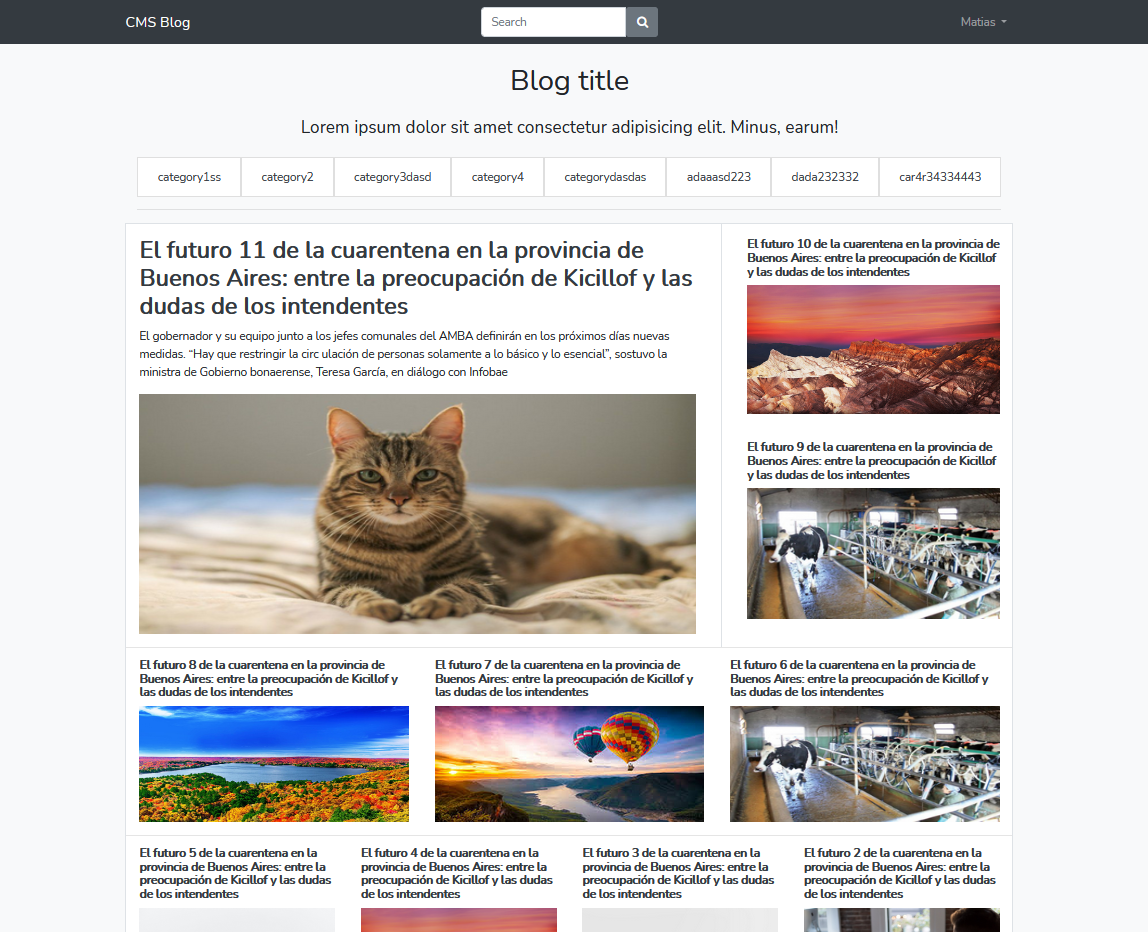 CMS Blog
Search
Matias
Blog title
Lorem ipsum dolor sit amet consectetur adipisicing elit. Minus, earum!
category1ss
category2
category3dasd
category4
categorydasdas
adaaasd223
dada232332
car4r34334443
El futuro 11 de la cuarentena en la provincia de
Buenos Aires: entre la preocupación de Kicillof y las
dudas de los intendentes
El gobernador y su equipo junto a los jefes comunales del AMBA definirán en los próximos días nuevas
medidas. “Hay que restringir la circ ulación de personas solamente a lo básico y lo esencial”, sostuvo la
ministra de Gobierno bonaerense, Teresa García, en diálogo con Infobae
El futuro 10 de la cuarentena en la provincia de
Buenos Aires: entre la preocupación de Kicillof
y las dudas de los intendentes
El futuro 9 de la cuarentena en la provincia de
Buenos Aires: entre la preocupación de Kicillof
y las dudas de los intendentes
El futuro 8 de la cuarentena en la provincia de
Buenos Aires: entre la preocupación de Kicillof y
las dudas de los intendentes
El futuro 7 de la cuarentena en la provincia de
Buenos Aires: entre la preocupación de Kicillof y
las dudas de los intendentes
El futuro 6 de la cuarentena en la provincia de
Buenos Aires: entre la preocupación de Kicillof y
las dudas de los intendentes
El futuro 5 de la cuarentena en la
provincia de Buenos Aires: entre la
preocupación de Kicillof y las dudas
de los intendentes
El futuro 4 de la cuarentena en la
provincia de Buenos Aires: entre la
preocupación de Kicillof y las dudas
de los intendentes
El futuro 3 de la cuarentena en la
provincia de Buenos Aires: entre la
preocupación de Kicillof y las dudas
de los intendentes
El futuro 2 de la cuarentena en la
provincia de Buenos Aires: entre la
preocupación de Kicillof y las dudas
de los intendentes